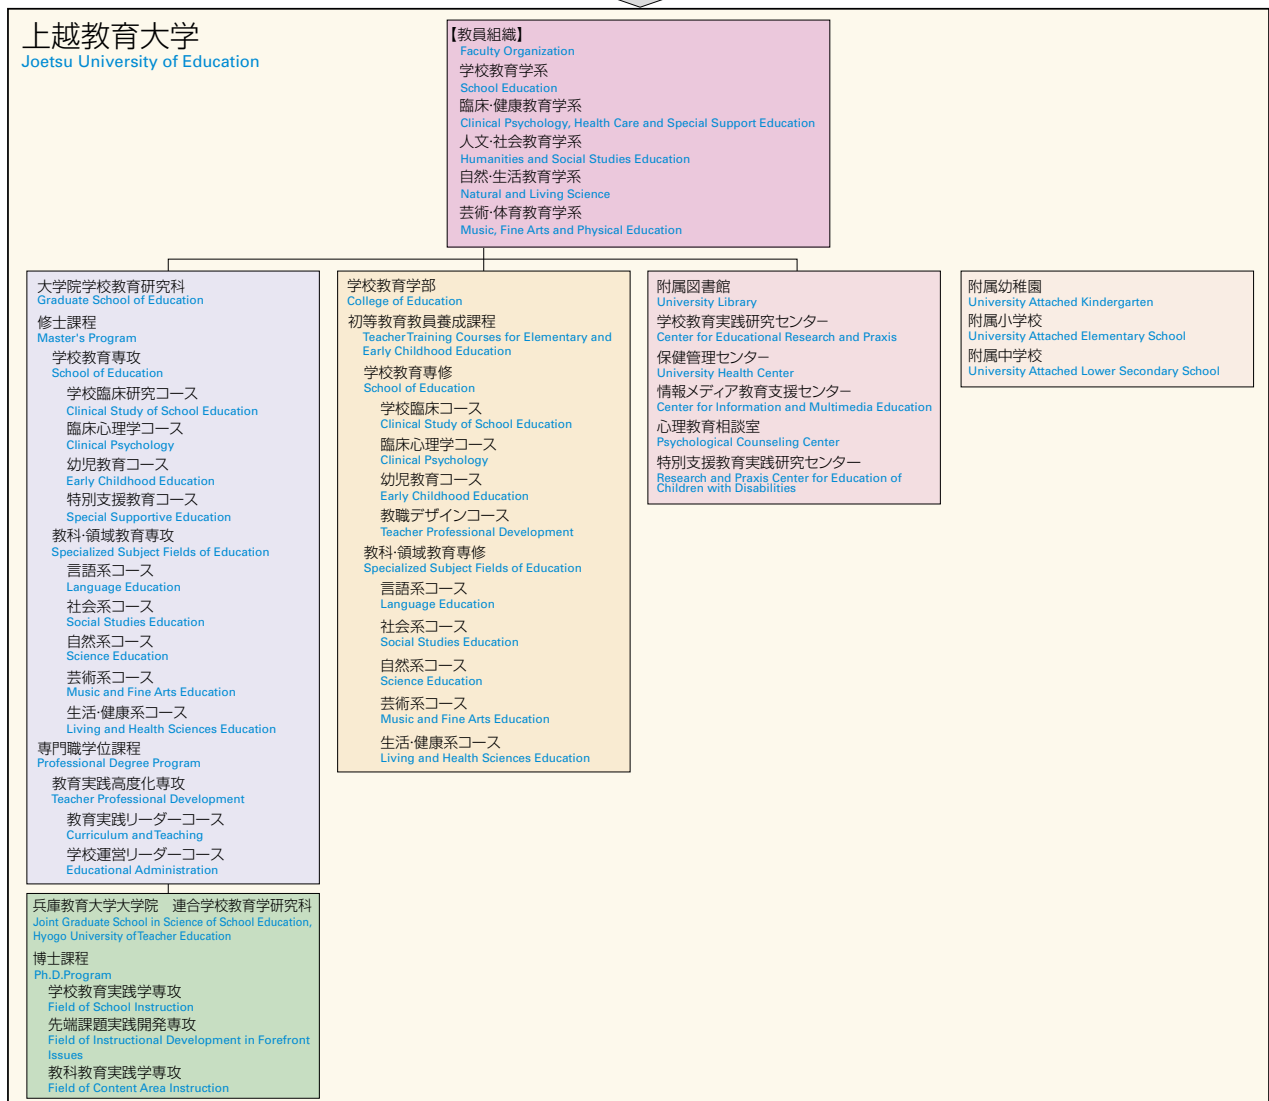 上越教育大学
Joetsu University of Education
【教員組織】
Faculty Organization
学校教育学系
School Education
臨床·健康教育学系
Clinical Psychology, Health Care and Special Support Education
人文·社会教育学系
Humanities and Social Studies Education
自然·生活教育学系
Natural and Living Science
芸術·体育教育学系
Music, Fine Arts and Physical Education
大学院学校教育研究科
Graduate School of Education
修士課程
Master's Program
学校教育専攻
School of Education
学校臨床研究コース
Clinical Study of School Education
臨床心理学コース
Clinical Psychology
幼児教育コース
Early Childhood Education
特別支援教育コース
Special Supportive Education
教科·領域教育専攻
Specialized Subject Fields of Education
言語系コース
Language Education
社会系コース
Social Studies Education
自然系コース
Science Education
芸術系コース
Music and Fine Arts Education
生活·健康系コース
Living and Health Sciences Education
専門職学位課程
Professional Degree Program
教育実践高度化専攻
Teacher Professional Development
教育実践リーダーコース
Curriculum and Teaching
学校運営リーダーコース
Educational Administration
兵庫教育大学大学院　連合学校教育学研究科
Joint Graduate School in Science of School Education,
Hyogo University of Teacher Education
博士課程
Ph.D.Program
学校教育実践学専攻
Field of School Instruction
先端課題実践開発専攻
Field of Instructional Development in Forefront
Issues
教科教育実践学専攻
Field of Content Area Instruction
学校教育学部
College of Education
初等教育教員養成課程
Teacher Training Courses for Elementary and
Early Childhood Education
学校教育専修
School of Education
学校臨床コース
Clinical Study of School Education
臨床心理学コース
Clinical Psychology
幼児教育コース
Early Childhood Education
教職デザインコース
Teacher Professional Development
教科·領域教育専修
Specialized Subject Fields of Education
言語系コース
Language Education
社会系コース
Social Studies Education
自然系コース
Science Education
芸術系コース
Music and Fine Arts Education
生活·健康系コース
Living and Health Sciences Education
附属図書館
University Library
学校教育実践研究センター
Center for Educational Research and Praxis
保健管理センター
University Health Center
情報メディア教育支援センター
Center for Information and Multimedia Education
心理教育相談室
Psychological Counseling Center
特別支援教育実践研究センター
Research and Praxis Center for Education of
Children with Disabilities
附属幼稚園
University Attached Kindergarten
附属小学校
University Attached Elementary School
附属中学校
University Attached Lower Secondary School